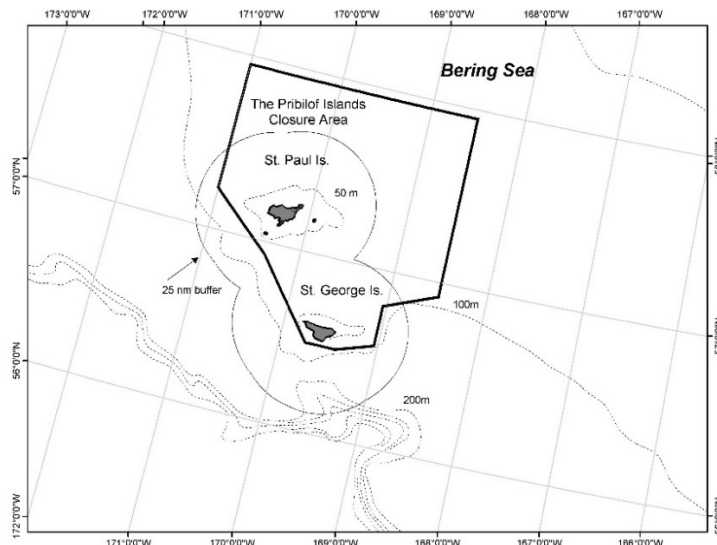 173°0'0"W 172°0'0"W 171°0'0"W 170°0'0"W 169°0'0"W 168°0'0"W 167°0'0"W
Bering Sea
The Pribilof Islands
Closure Area
St. Paul Is.
57°0'0"N
50 m
25 nm buffer
St. George Is.
100m
56°0'0"N
200m
172°0'0"W
171°0'0"W 170°0'0"W 169°0'0"W 168°0'0"W 167°0'0"W 166°0'0"W